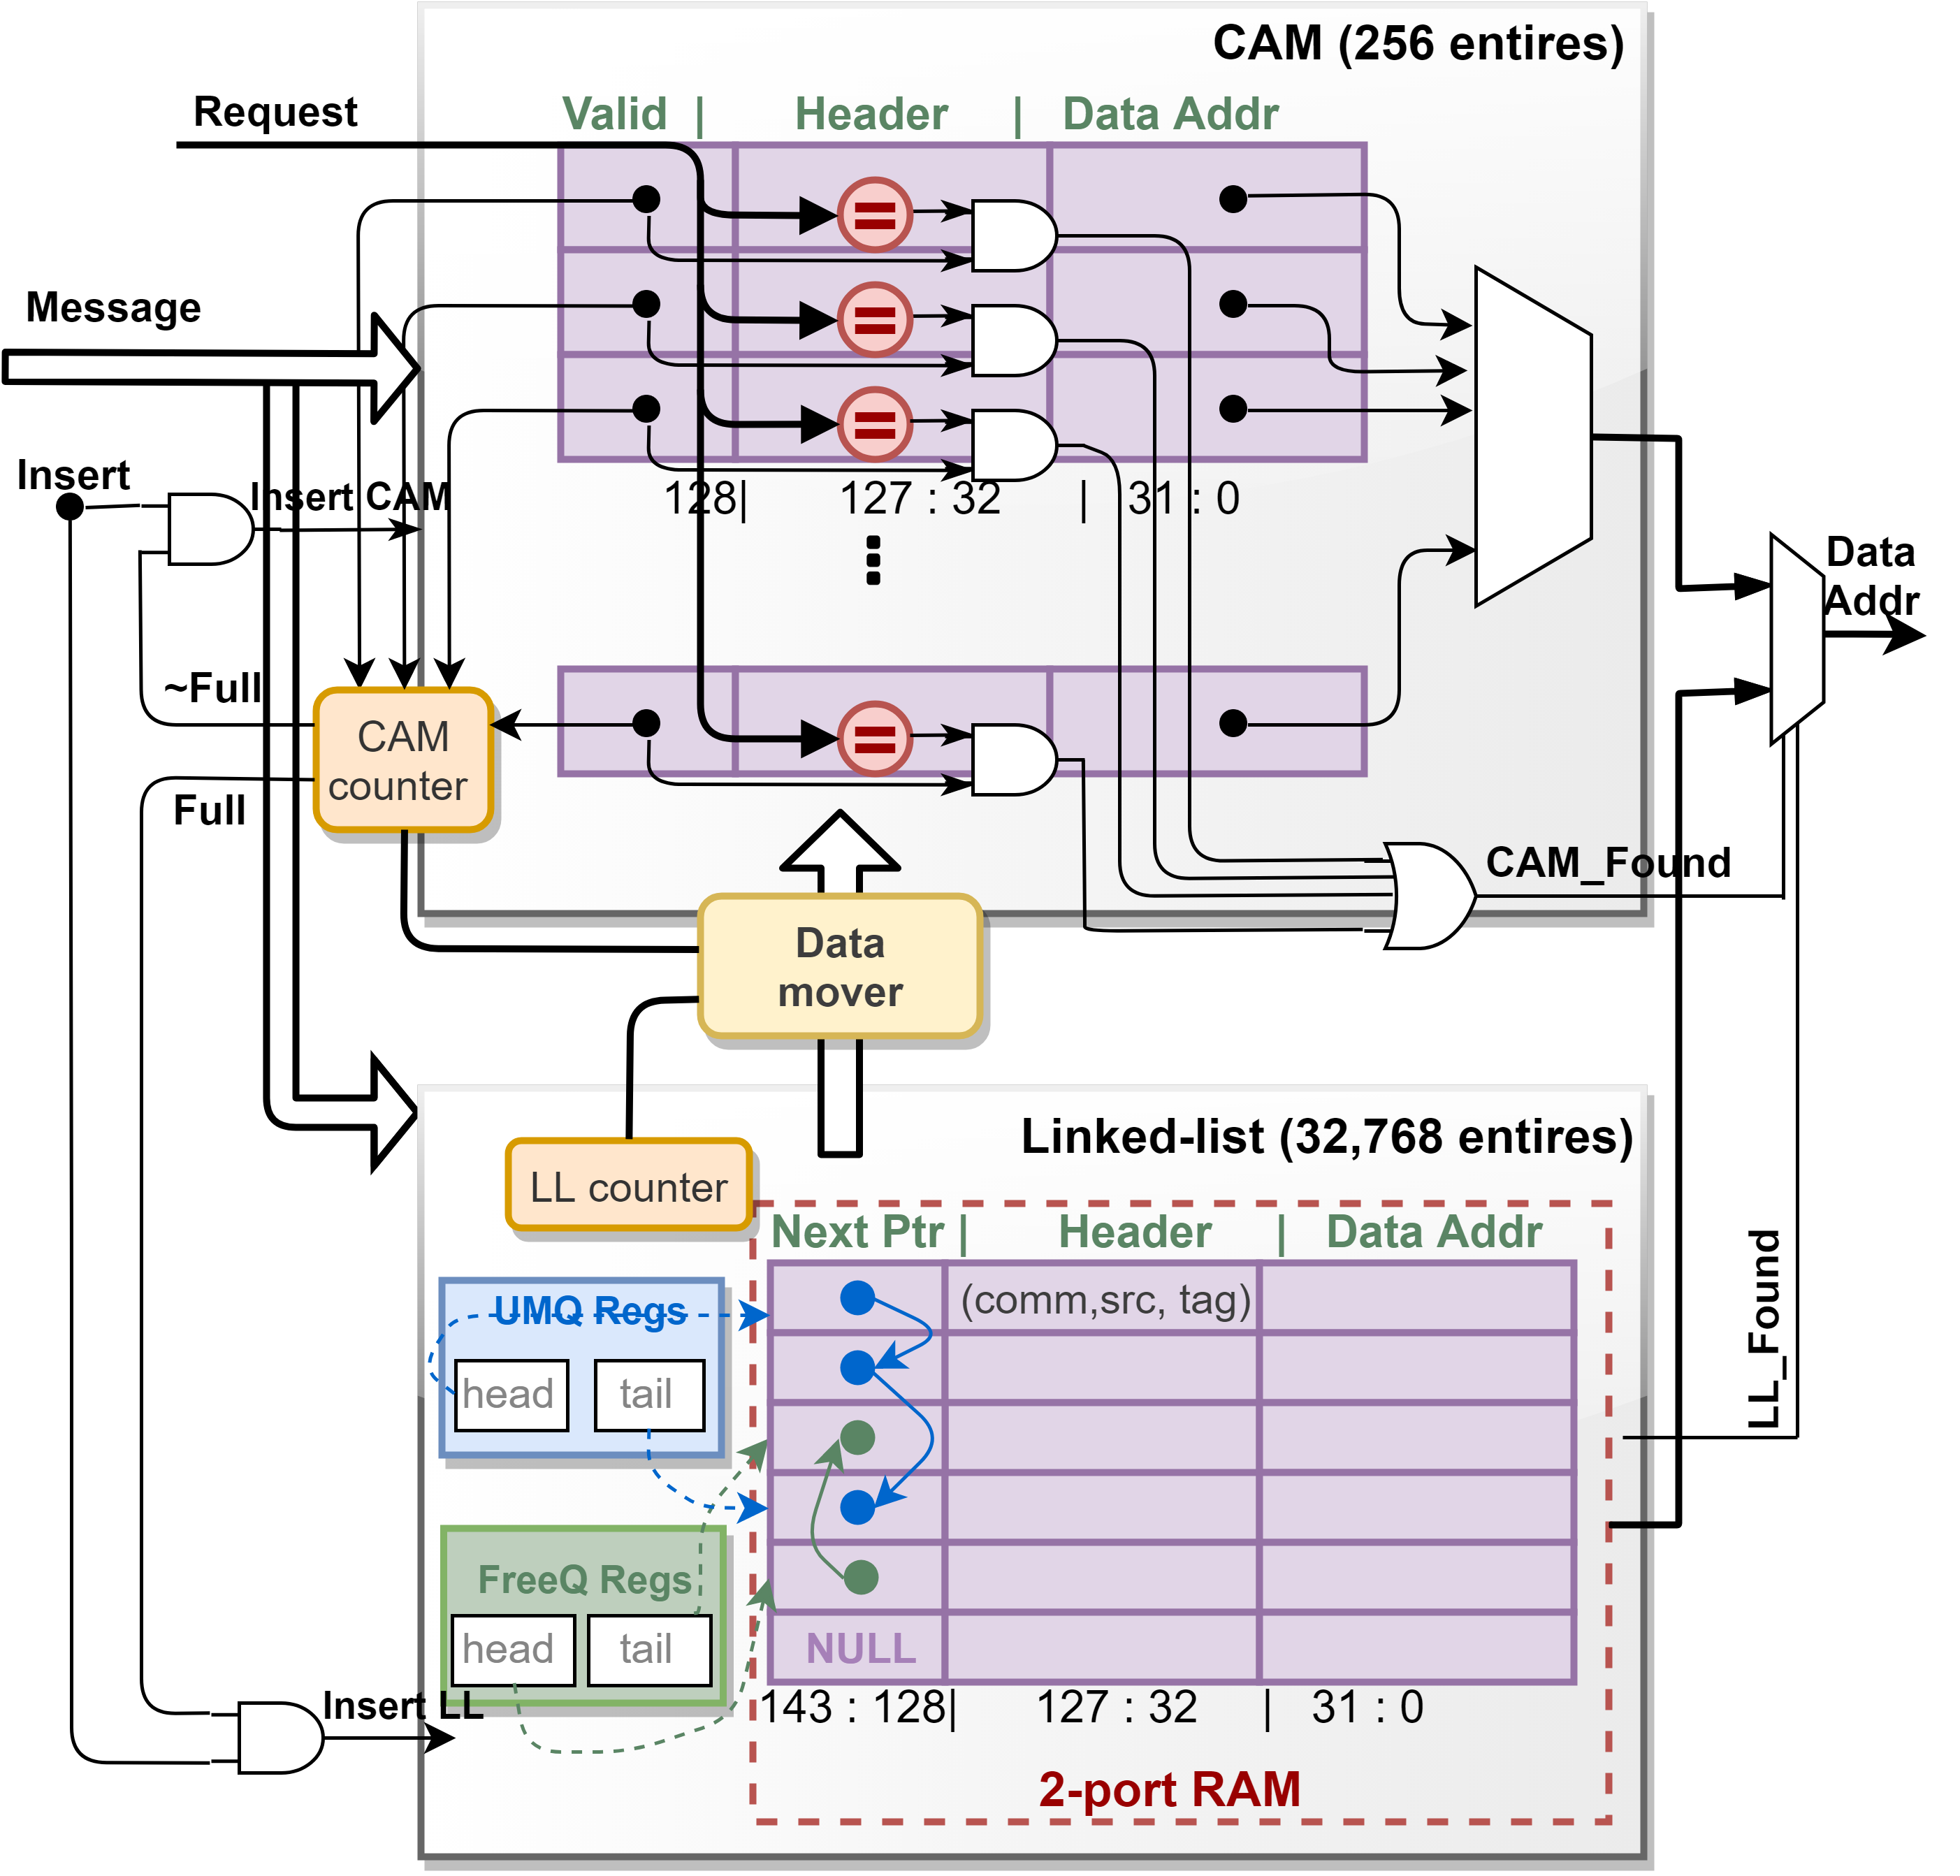 CAM (256 entires)
Request
Valid | Header | Data Addr
Message
Insert
Insert CAM
128| 127 : 32 | 31 : 0
Data
Addr
~Full
CAM
counter
Full
CAM_Found
Data
mover
Linked-list (32,768 entires)
LL counter
Next Ptr | Header | Data Addr
UMQ Regs
(comm,src, tag)
head tail
LL_Found
FreeQ Regs
head tail
NULL
Insert LL
143 : 128| 127 : 32 | 31 : 0
2-port RAM